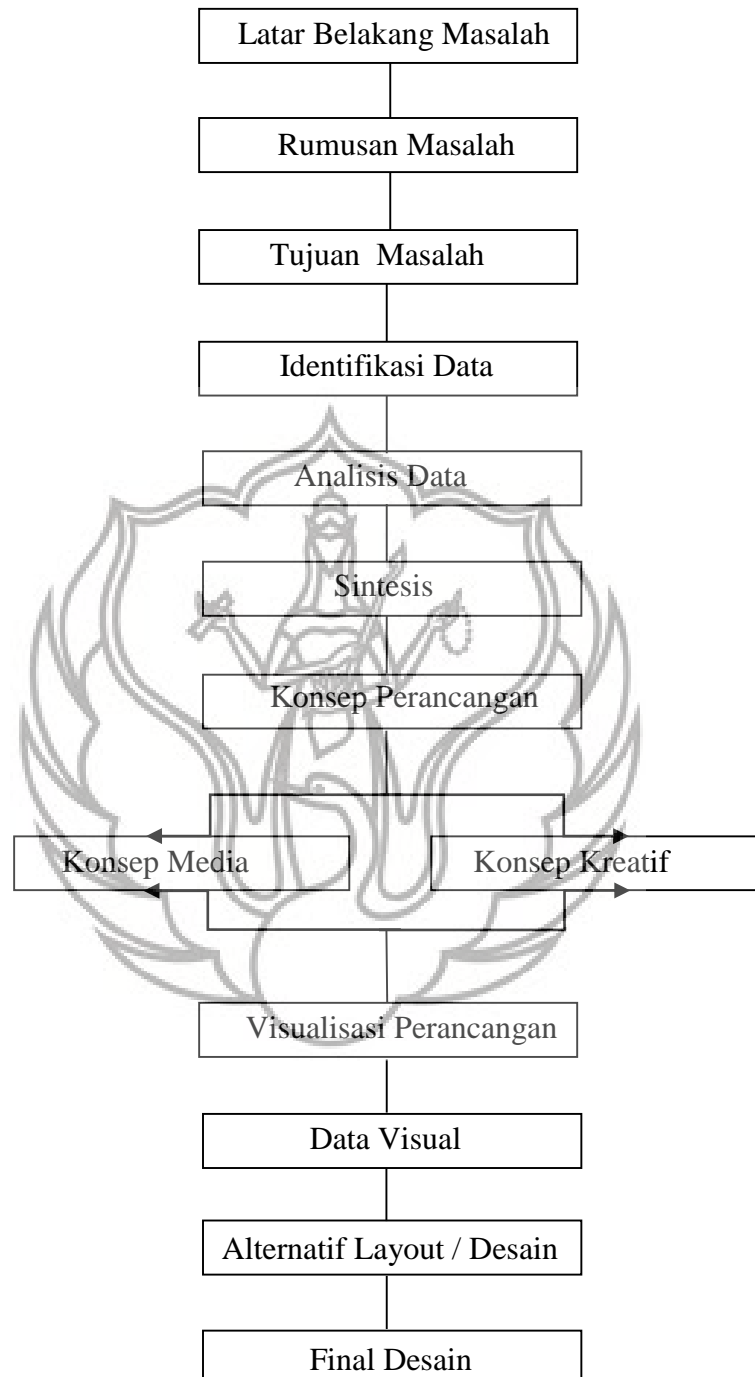 Latar Belakang Masalah
Rumusan Masalah
Tujuan Masalah
Identifikasi Data
Analisis Data
Sintesis
Konsep Perancangan
Konsep Media
Konsep Kreatif
Visualisasi Perancangan
Data Visual
Alternatif Layout / Desain
Final Desain